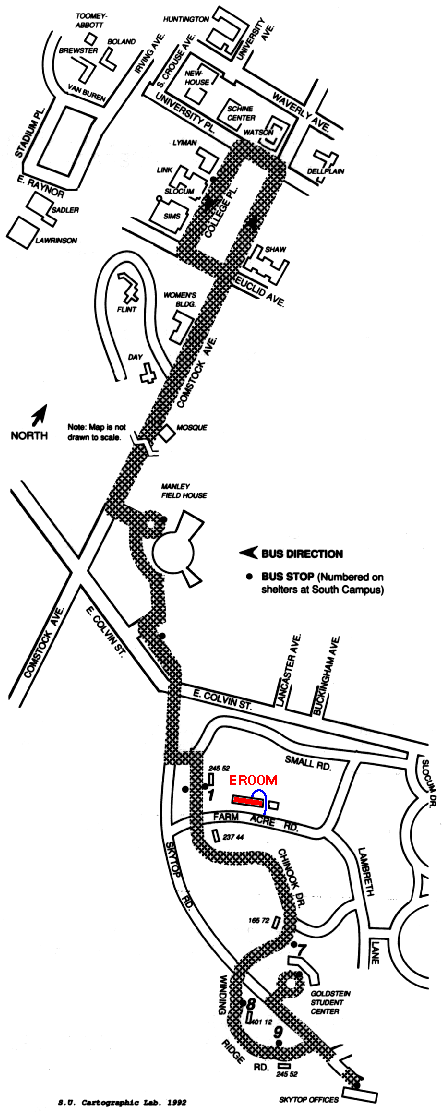 TOOMEY-
ABBOTT
HUNTINGTON
BREWSTER
BOLAND
IRVING AVE.
S. CROUSE AVE.
UNIVERSITY
AVE.
VAN BUREN
NEW-
HOUSE
WAVERLY AVE.
STADIUM PL.
UNIVERSITY PL.
SCHINE
CENTER
WATSON
LYMAN
DELLPLAIN
LINK
E. RAYNOR
SLOCUM
SADLER
SIMS
COLLEGE PL.
LAWRINSON
SHAW
EUCLID AVE.
FLINT
WOMEN'S
BLDG.
DAY
COMSTOCK AVE.
NORTH
Note: Map is not
drawn to scale.
MOSQUE
MANLEY
FIELD HOUSE
BUS DIRECTION
BUS STOP (Numbered on
shelters at South Campus)
COMSTOCK AVE.
E. COLVIN ST.
LANCASTER AVE.
BUCKINGHAM AVE.
E. COLVIN ST.
SMALL RD.
SLOCUM DR.
245 52
EROOM
1
FARM ACRE RD.
237 44
SKYTOP RD.
CHINOOK DR.
LAMBRETH
LANE
165 72
7
WINDING
GOLDSTEIN
STUDENT
CENTER
8
401 12
9
RIDGE RD.
245 52
SKYTOP OFFICES
S.U. Cartographic Lab. 1992